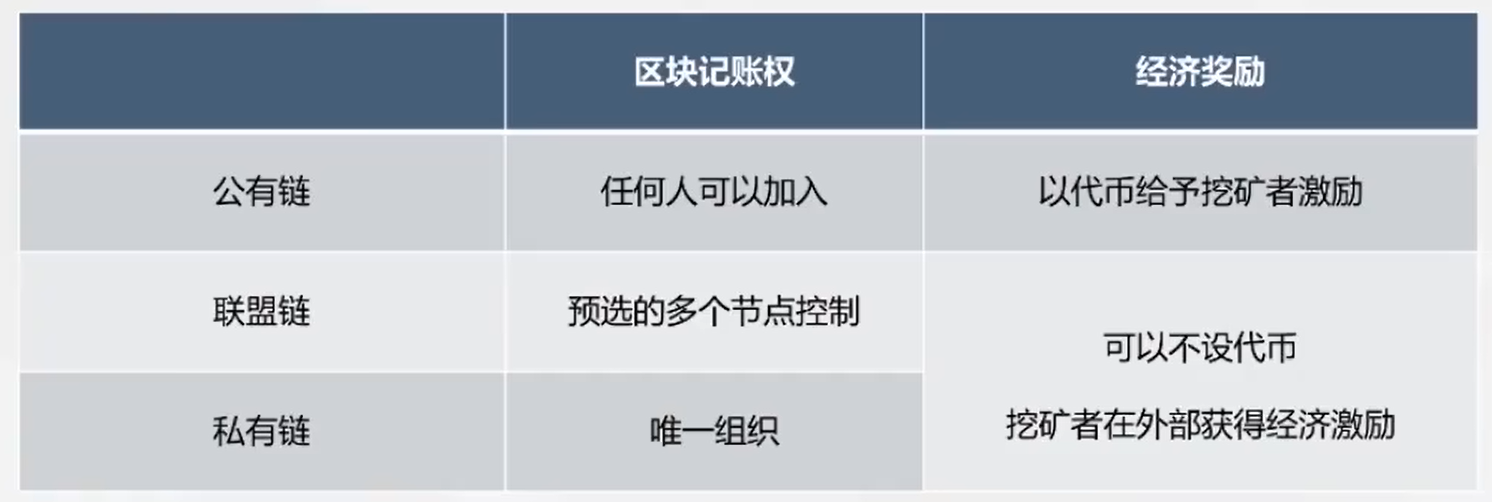 区块记账权
经济奖励
公有链
任何人可以加入
以代币给予挖矿者激励
联盟链
预选的多个节点控制
私有链
唯一组织
可以不设代币
挖矿者在外部获得经济激励